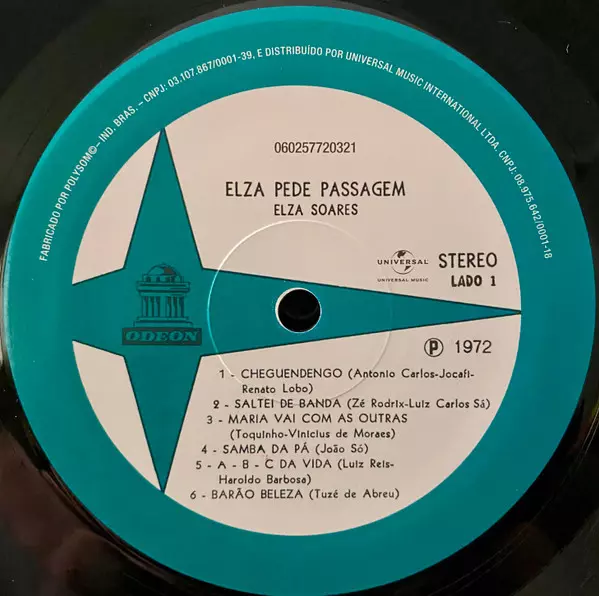 FABRICADO POR POLYSOM© – IND. BRAS. – CNPJ: 03.107.867/0001-39, E DISTRIBUÍDO POR UNIVERSAL MUSIC INTERNATIONAL LTDA. CNPJ: 08.975.642/0001-18
060257720321
ELZA PEDE PASSAGEM
ELZA SOARES
UNIVERSAL
UNIVERSAL MUSIC
STEREO
LADO 1
ODEON
℗ 1972
1 - CHEGUENDENGO (Antonio Carlos-Jocafi-
Renato Lobo)
2 - SALTEI DE BANDA (Zé Rodrix-Luiz Carlos Sá)
3 - MARIA VAI COM AS OUTRAS
(Toquinho-Vinicius de Moraes)
4 - SAMBA DA PÁ (João Só)
5 - A - B - C DA VIDA (Luiz Reis-
Haroldo Barbosa)
6 - BARÃO BELEZA (Tuzé de Abreu)